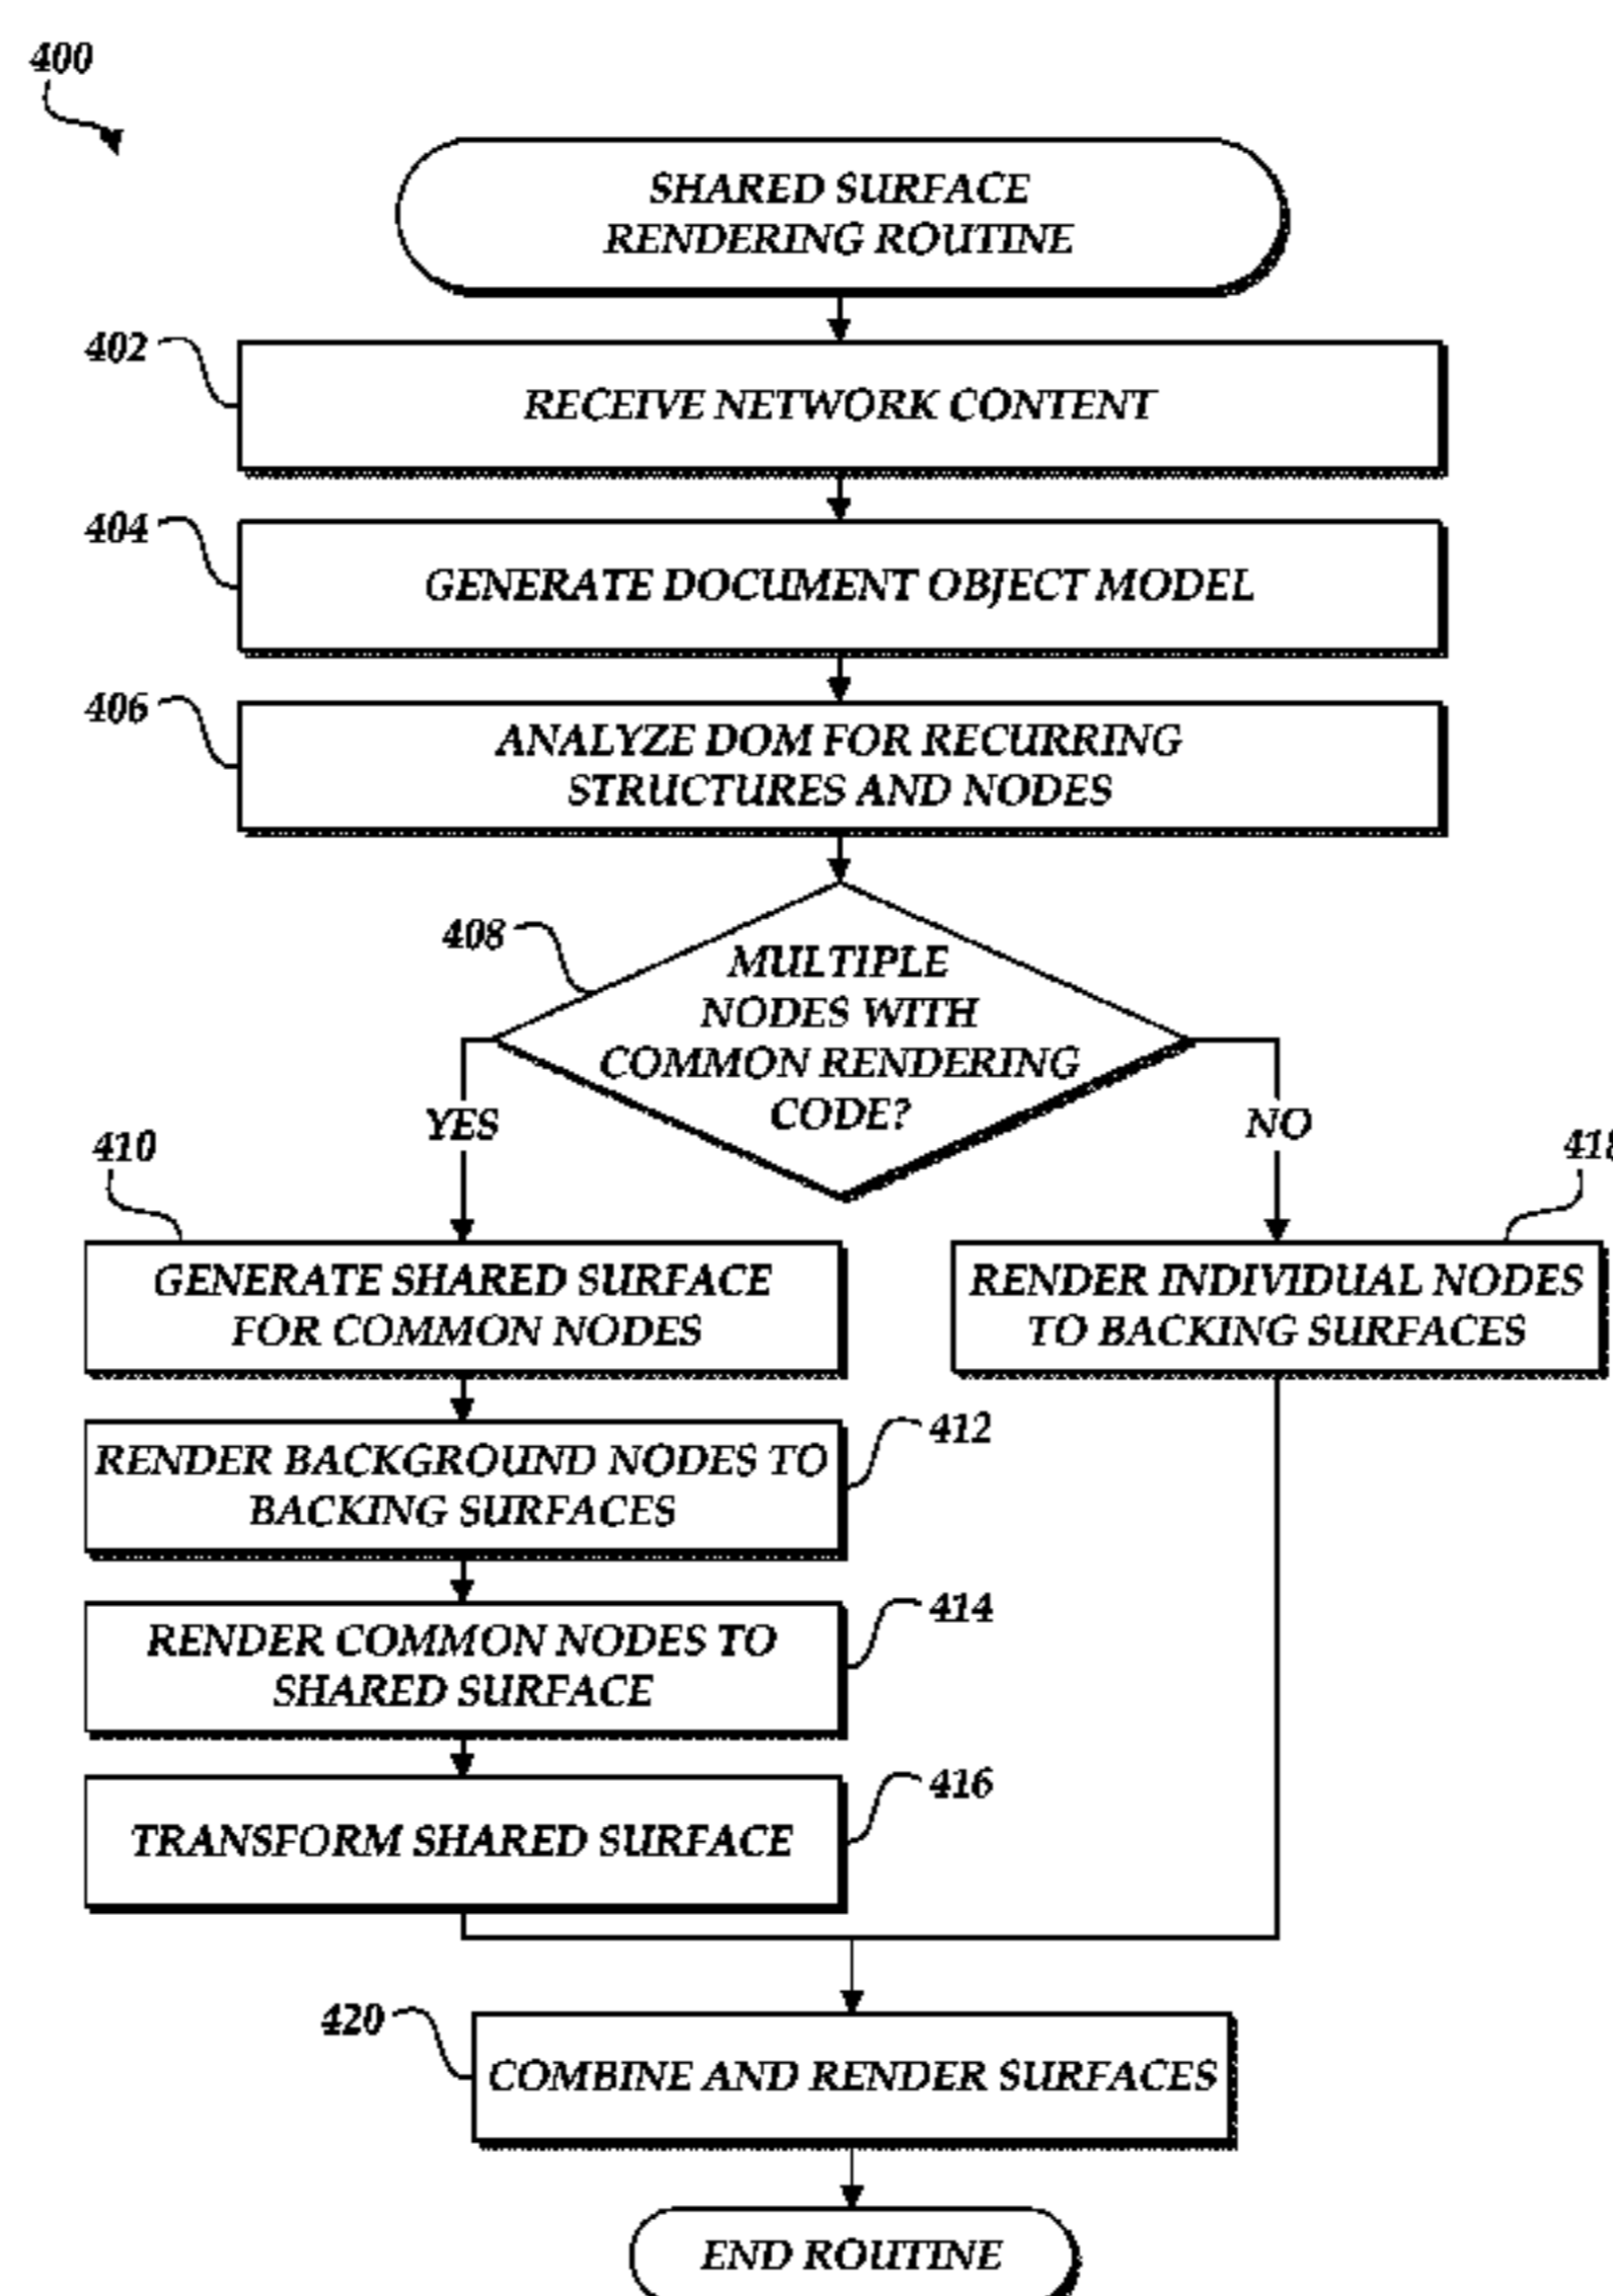 400
SHARED SURFACE
RENDERING ROUTINE
402
RECEIVE NETWORK CONTENT
404
GENERATE DOCUMENT OBJECT MODEL
406
ANALYZE DOM FOR RECURRING
STRUCTURES AND NODES
408
MULTIPLE
NODES WITH
COMMON RENDERING
CODE?
YES
NO
410
GENERATE SHARED SURFACE
FOR COMMON NODES
418
RENDER INDIVIDUAL NODES
TO BACKING SURFACES
412
RENDER BACKGROUND NODES TO
BACKING SURFACES
414
RENDER COMMON NODES TO
SHARED SURFACE
416
TRANSFORM SHARED SURFACE
420
COMBINE AND RENDER SURFACES
END ROUTINE